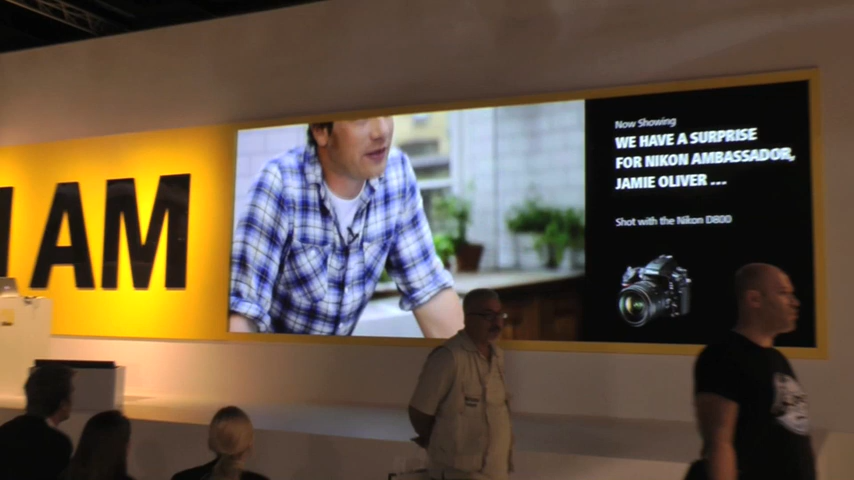 I AM
Now Showing
WE HAVE A SURPRISE
FOR NIKON AMBASSADOR,
JAMIE OLIVER ...
Shot with the Nikon D800